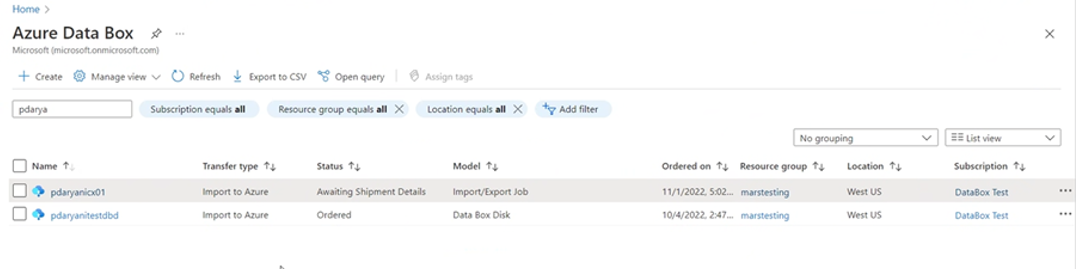 Home >
Azure Data Box ...
Microsoft (microsoft.onmicrosoft.com)
+ Create Manage view Refresh Export to CSV Open query Assign tags
pdarya Subscription equals all Resource group equals all Location equals all Add filter
No grouping List view
Name Transfer type Status Model Ordered on Resource group Location Subscription
pdaryanicx01 Import to Azure Awaiting Shipment Details Import/Export Job 11/1/2022, 5:02... marstesting West US DataBox Test ...
pdaryanitestdbd Import to Azure Ordered Data Box Disk 10/4/2022, 2:47... marstesting West US DataBox Test ...